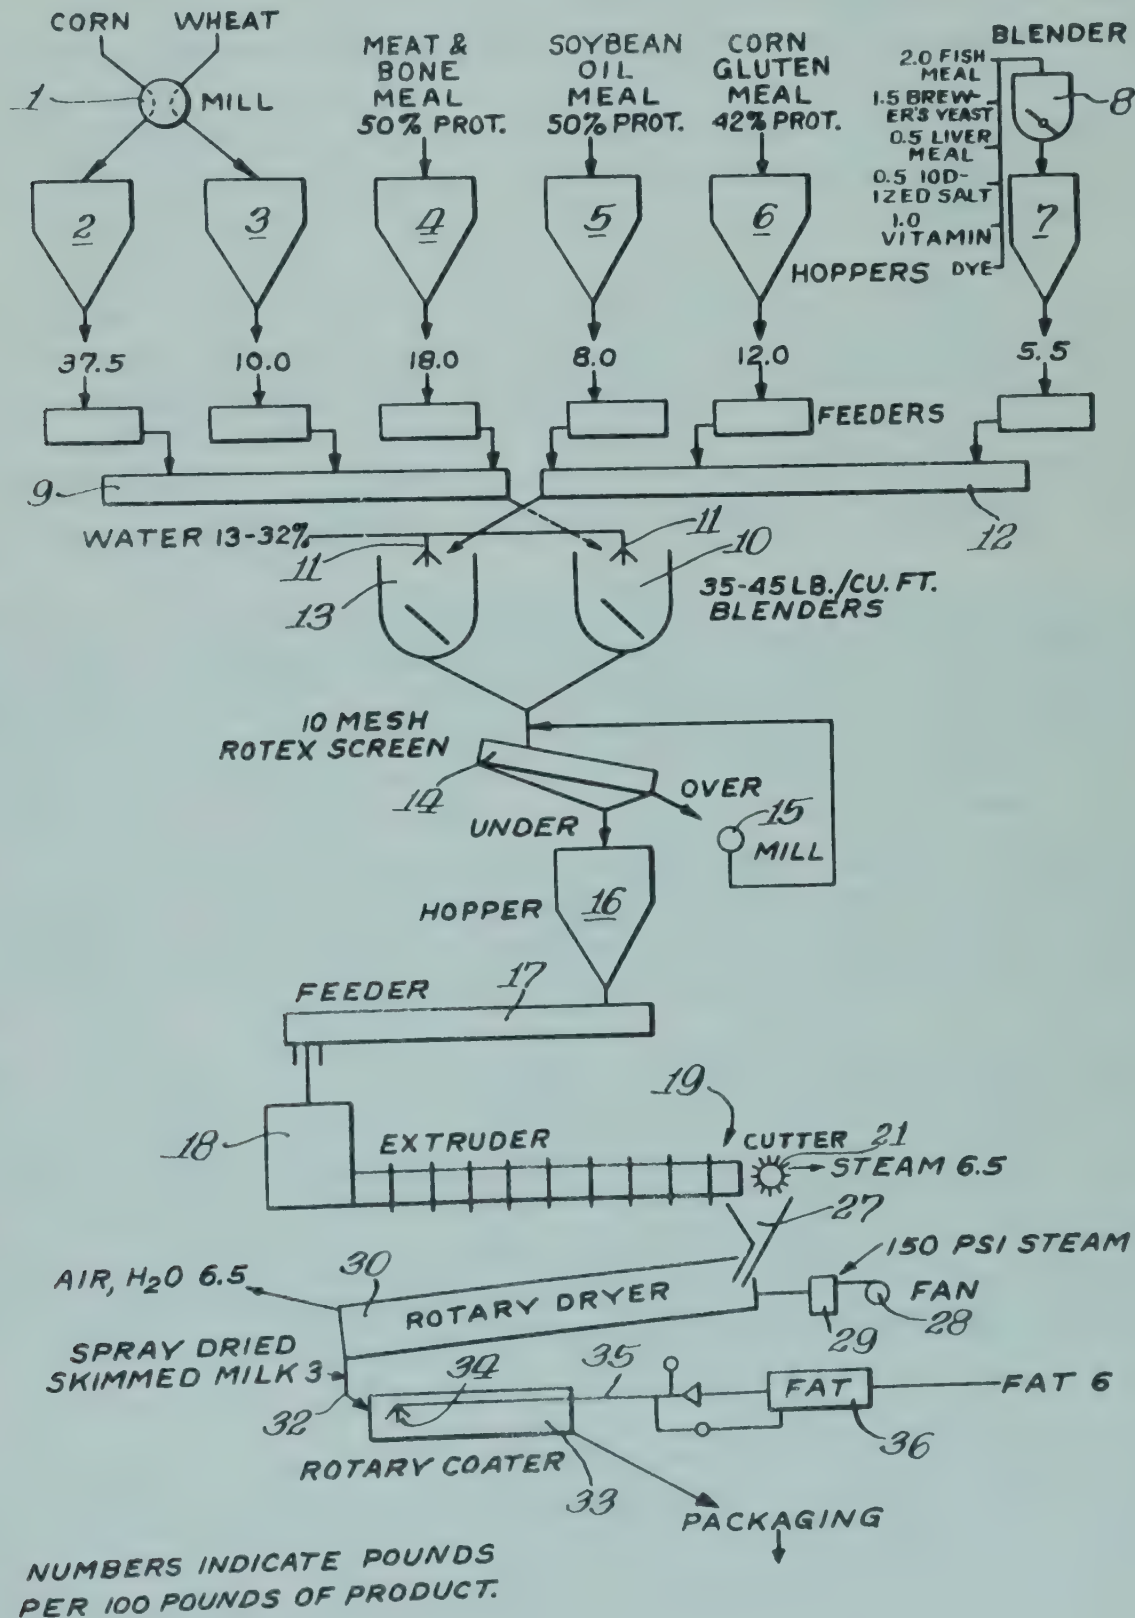 CORN WHEAT
1 MILL
MEAT &
BONE
MEAL
50% PROT.
SOYBEAN
OIL
MEAL
50% PROT.
CORN
GLUTEN
MEAL
42% PROT.
BLENDER
2.0 FISH
MEAL
1.5 BREW-
ER'S YEAST
0.5 LIVER
MEAL
0.5 IOD-
IZED SALT
1.0
VITAMIN
DYE
8
2 3 4 5 6 7
HOPPERS
37.5 10.0 18.0 8.0 12.0 5.5
FEEDERS
9 12
WATER 13-32%
11 11
13 10
35-45 LB./CU. FT.
BLENDERS
10 MESH
ROTEX SCREEN
14 OVER
UNDER
15
MILL
HOPPER 16
FEEDER 17
19
18 EXTRUDER
CUTTER 21
STEAM 6.5
27
150 PSI STEAM
AIR, H2O 6.5
30 ROTARY DRYER
FAN
29 28
SPRAY DRIED
SKIMMED MILK 3
32 34 35
FAT FAT 6
36
ROTARY COATER
33
PACKAGING
NUMBERS INDICATE POUNDS
PER 100 POUNDS OF PRODUCT.